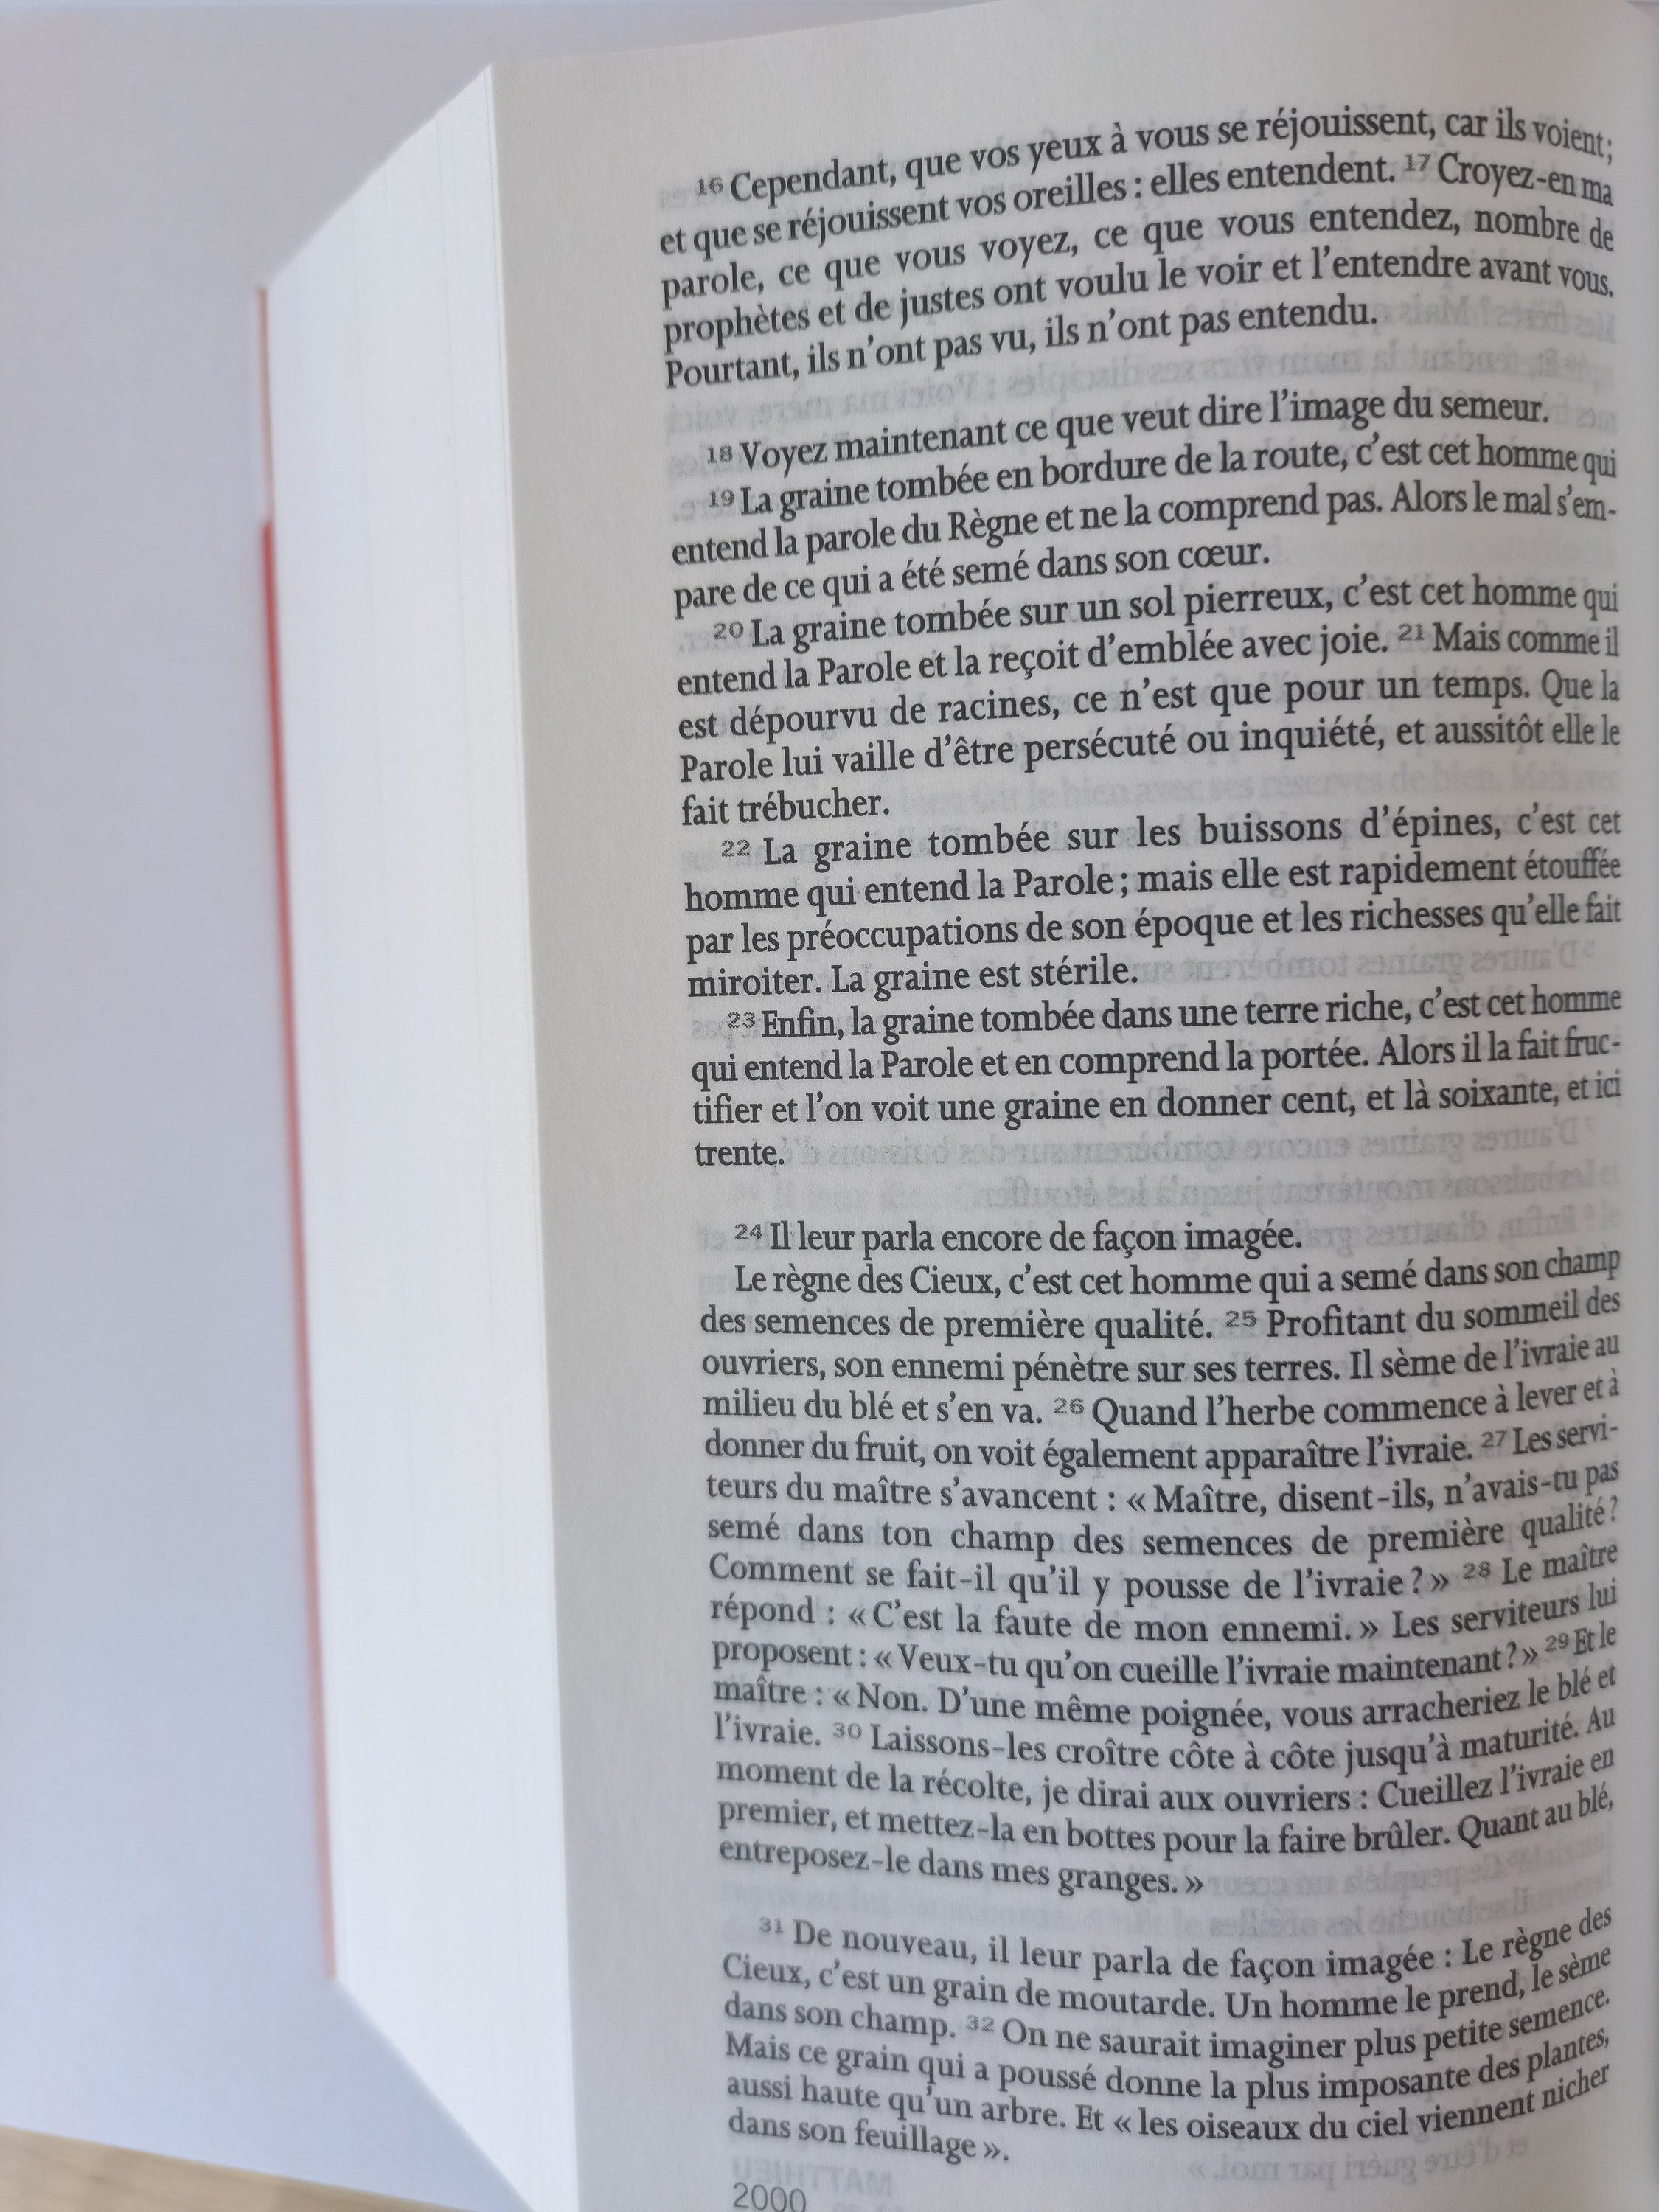 16 Cependant, que vos yeux à vous se réjouissent, car ils voient ;
et que se réjouissent vos oreilles : elles entendent. 17 Croyez-en ma
parole, ce que vous voyez, ce que vous entendez, nombre de
prophètes et de justes ont voulu le voir et l’entendre avant vous.
Pourtant, ils n’ont pas vu, ils n’ont pas entendu.
18 Voyez maintenant ce que veut dire l’image du semeur.
19 La graine tombée en bordure de la route, c’est cet homme qui
entend la parole du Règne et ne la comprend pas. Alors le mal s’em-
pare de ce qui a été semé dans son cœur.
20 La graine tombée sur un sol pierreux, c’est cet homme qui
entend la Parole et la reçoit d’emblée avec joie. 21 Mais comme il
est dépourvu de racines, ce n’est que pour un temps. Que la
Parole lui vaille d’être persécuté ou inquiété, et aussitôt elle le
fait trébucher.
22 La graine tombée sur les buissons d’épines, c’est cet
homme qui entend la Parole ; mais elle est rapidement étouffée
par les préoccupations de son époque et les richesses qu’elle fait
miroiter. La graine est stérile.
23 Enfin, la graine tombée dans une terre riche, c’est cet homme
qui entend la Parole et en comprend la portée. Alors il la fait fruc-
tifier et l’on voit une graine en donner cent, et là soixante, et ici
trente.
24 Il leur parla encore de façon imagée.
Le règne des Cieux, c’est cet homme qui a semé dans son champ
des semences de première qualité. 25 Profitant du sommeil des
ouvriers, son ennemi pénètre sur ses terres. Il sème de l’ivraie au
milieu du blé et s’en va. 26 Quand l’herbe commence à lever et à
donner du fruit, on voit également apparaître l’ivraie. 27 Les servi-
teurs du maître s’avancent : « Maître, disent-ils, n’avais-tu pas
semé dans ton champ des semences de première qualité ?
Comment se fait-il qu’il y pousse de l’ivraie ? » 28 Le maître
répond : « C’est la faute de mon ennemi. » Les serviteurs lui
proposent : « Veux-tu qu’on cueille l’ivraie maintenant ? » 29 Et le
maître : « Non. D’une même poignée, vous arracheriez le blé et
l’ivraie. 30 Laissons-les croître côte à côte jusqu’à maturité. Au
moment de la récolte, je dirai aux ouvriers : Cueillez l’ivraie en
premier, et mettez-la en bottes pour la faire brûler. Quant au blé,
entreposez-le dans mes granges. »
31 De nouveau, il leur parla de façon imagée : Le règne des
Cieux, c’est un grain de moutarde. Un homme le prend, le sème
dans son champ. 32 On ne saurait imaginer plus petite semence.
Mais ce grain qui a poussé donne la plus imposante des plantes,
aussi haute qu’un arbre. Et « les oiseaux du ciel viennent nicher
dans son feuillage ».
2000